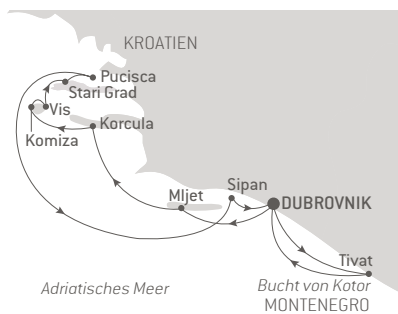 KROATIEN
Pucisca
Stari Grad
Vis
Korcula
Komiza
Sipan
Mljet
DUBROVNIK
Tivat
Adriatisches Meer
Bucht von Kotor
MONTENEGRO